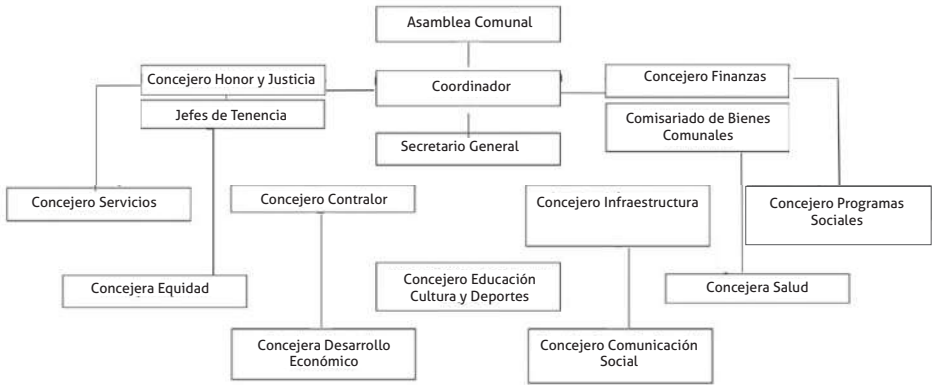 Asamblea Comunal
Concejero Honor y Justicia
Coordinador
Concejero Finanzas
Jefes de Tenencia
Comisariado de Bienes
Comunales
Secretario General
Concejero Servicios
Concejero Contralor
Concejero Infraestructura
Concejero Programas
Sociales
Concejera Equidad
Concejero Educación
Cultura y Deportes
Concejera Salud
Concejera Desarrollo
Económico
Concejero Comunicación
Social